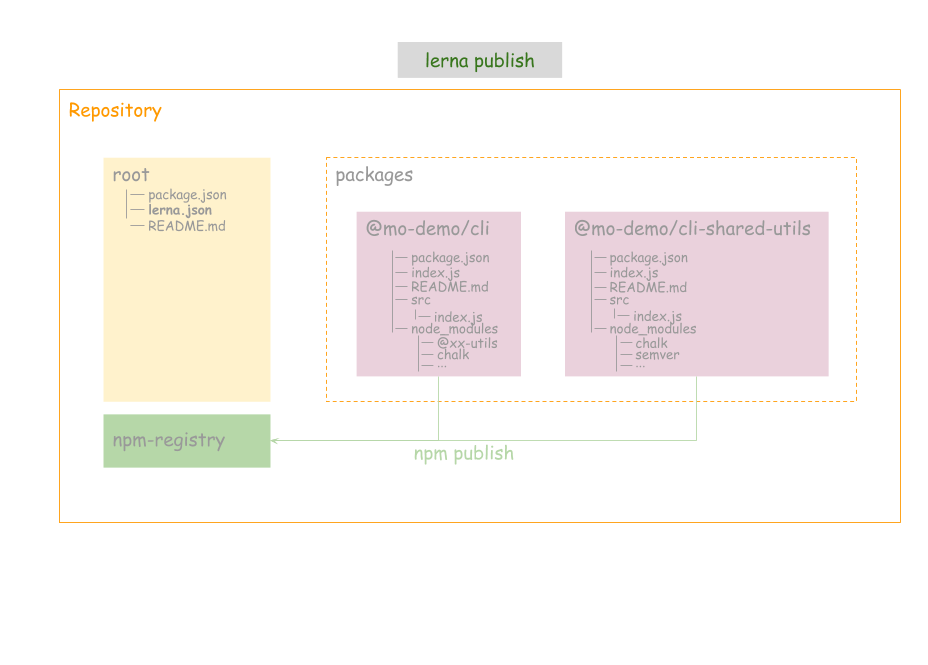 lerna publish
Repository
root
package.json
lerna.json
README.md
packages
@mo-demo/cli
package.json
index.js
README.md
src
index.js
node_modules
@xx-utils
chalk
...
@mo-demo/cli-shared-utils
package.json
index.js
README.md
src
index.js
node_modules
chalk
semver
...
npm-registry
npm publish